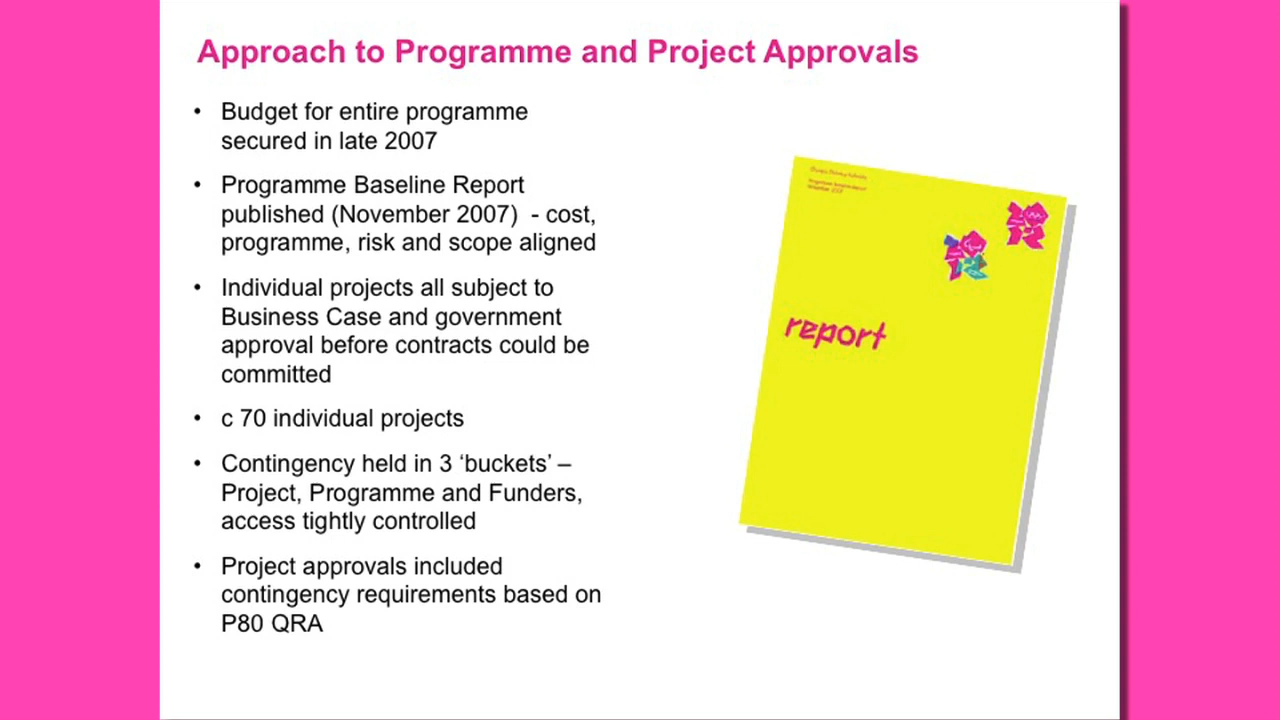 Approach to Programme and Project Approvals
• Budget for entire programme
secured in late 2007
• Programme Baseline Report
published (November 2007)  - cost,
programme, risk and scope aligned
• Individual projects all subject to
Business Case and government
approval before contracts could be
committed
• c 70 individual projects
• Contingency held in 3 ‘buckets’ –
Project, Programme and Funders,
access tightly controlled
• Project approvals included
contingency requirements based on
P80 QRA
report